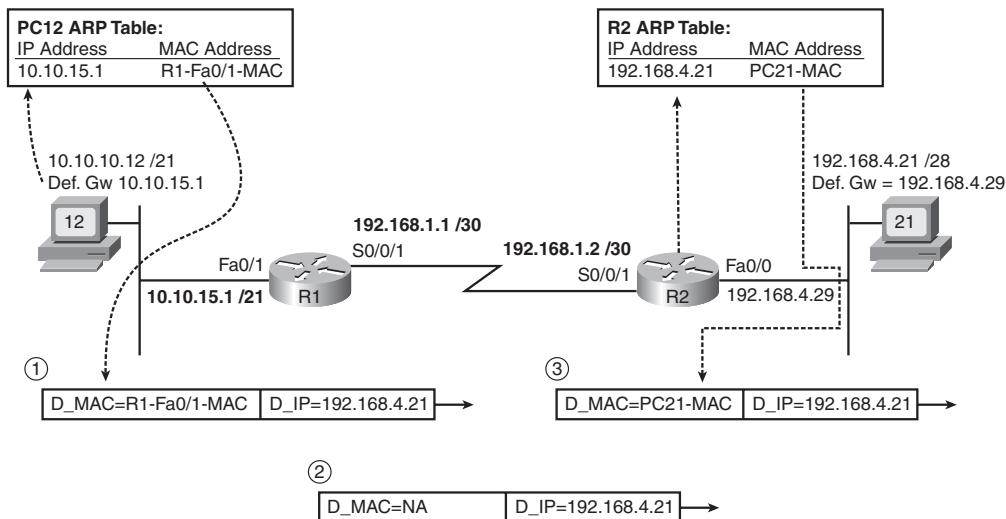 PC12 ARP Table:
IP Address MAC Address
10.10.15.1 R1-Fa0/1-MAC
R2 ARP Table:
IP Address MAC Address
192.168.4.21 PC21-MAC
10.10.10.12 /21
Def. Gw 10.10.15.1
12
192.168.4.21 /28
Def. Gw = 192.168.4.29
21
192.168.1.1 /30
S0/0/1
192.168.1.2 /30
S0/0/1
Fa0/1
10.10.15.1 /21
R1
R2
Fa0/0
192.168.4.29
1
D_MAC=R1-Fa0/1-MAC D_IP=192.168.4.21
3
D_MAC=PC21-MAC D_IP=192.168.4.21
2
D_MAC=NA D_IP=192.168.4.21